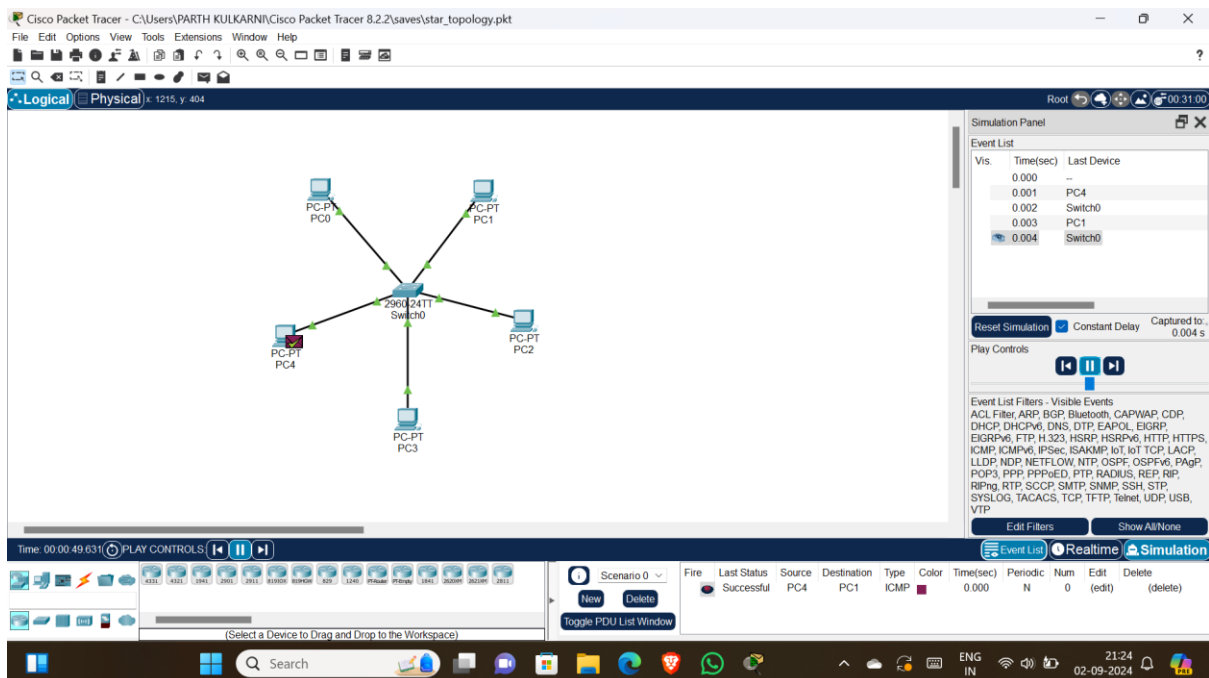 Cisco Packet Tracer - C:\Users\PARTH KULKARNI\Cisco Packet Tracer 8.2.2\saves\star_topology.pkt
File Edit Options View Tools Extensions Window Help
?
Logical Physical x: 1215, y: 404 Root 00:31:00
Simulation Panel
Event List
Vis. Time(sec) Last Device
0.000 --
0.001 PC4
0.002 Switch0
0.003 PC1
0.004 Switch0
PC-PT
PC0
PC-PT
PC1
2960-24TT
Switch0
PC-PT
PC2
PC-PT
PC4
PC-PT
PC3
Reset Simulation Constant Delay Captured to:
0.004 s
Play Controls
Event List Filters - Visible Events
ACL Filter, ARP, BGP, Bluetooth, CAPWAP, CDP,
DHCP, DHCPv6, DNS, DTP, EAPOL, EIGRP,
EIGRPv6, FTP, H.323, HSRP, HSRPv6, HTTP, HTTPS,
ICMP, ICMPv6, IPSec, ISAKMP, IoT, IoT TCP, LACP,
LLDP, NDP, NETFLOW, NTP, OSPF, OSPFv6, PAgP,
POP3, PPP, PPPoED, PTP, RADIUS, REP, RIP,
RIPng, RTP, SCCP, SMTP, SNMP, SSH, STP,
SYSLOG, TACACS, TCP, TFTP, Telnet, UDP, USB,
VTP
Edit Filters Show All/None
Time: 00:00:49.631 PLAY CONTROLS: Event List Realtime Simulation
4331 4321 1941 2901 2911 819IOX 819HGW 829 1240 PT-Router PT-Empty 1841 2620XM 2621XM 2811
(Select a Device to Drag and Drop to the Workspace)
Scenario 0
New Delete
Toggle PDU List Window
Fire Last Status Source Destination Type Color Time(sec) Periodic Num Edit Delete
Successful PC4 PC1 ICMP 0.000 N 0 (edit) (delete)
Search
ENG
IN
21:24
02-09-2024
PRE